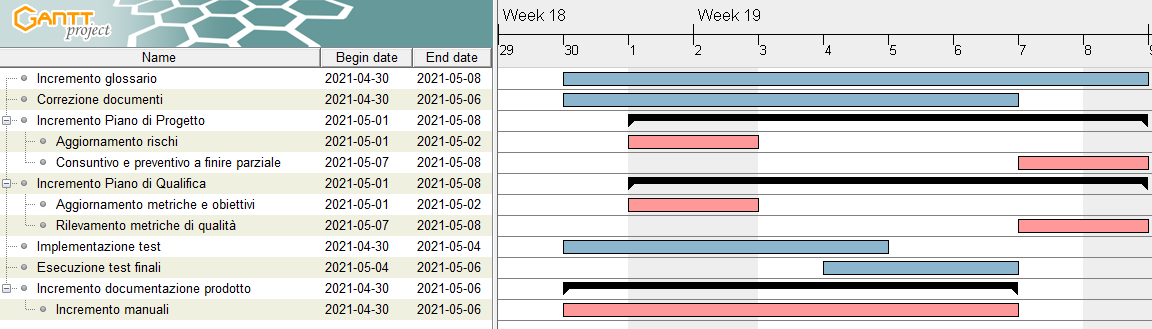 GANTT
project
Week 18 Week 19
29 30 1 2 3 4 5 6 7 8 9
Name Begin date End date
Incremento glossario 2021-04-30 2021-05-08
Correzione documenti 2021-04-30 2021-05-06
Incremento Piano di Progetto 2021-05-01 2021-05-08
Aggiornamento rischi 2021-05-01 2021-05-02
Consuntivo e preventivo a finire parziale 2021-05-07 2021-05-08
Incremento Piano di Qualifica 2021-05-01 2021-05-08
Aggiornamento metriche e obiettivi 2021-05-01 2021-05-02
Rilevamento metriche di qualità 2021-05-07 2021-05-08
Implementazione test 2021-04-30 2021-05-04
Esecuzione test finali 2021-05-04 2021-05-06
Incremento documentazione prodotto 2021-04-30 2021-05-06
Incremento manuali 2021-04-30 2021-05-06